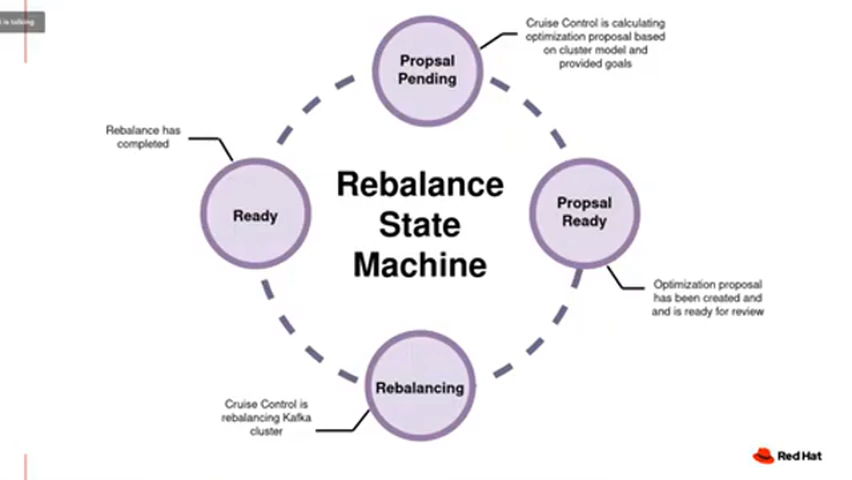 is talking
Cruise Control is calculating
optimization proposal based
on cluster model and
provided goals
Propsal
Pending
Rebalance has
completed
Rebalance
State
Machine
Ready
Propsal
Ready
Optimization proposal
has been created and
and is ready for review
Rebalancing
Cruise Control is
rebalancing Kafka
cluster
Red Hat